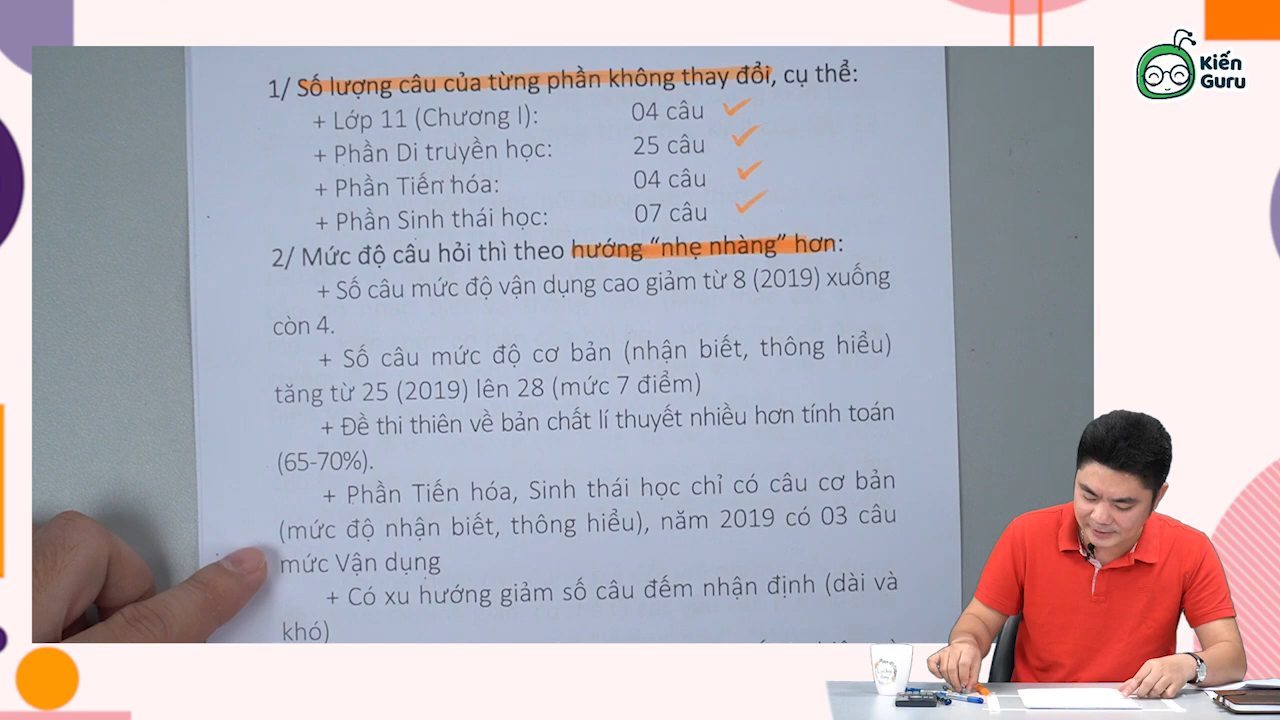 Kiến
Guru
1/ Số lượng câu của từng phần không thay đổi, cụ thể:
+ Lớp 11 (Chương I): 04 câu
+ Phần Di truyền học: 25 câu
+ Phần Tiến hóa: 04 câu
+ Phần Sinh thái học: 07 câu
2/ Mức độ câu hỏi thì theo hướng “nhẹ nhàng” hơn:
+ Số câu mức độ vận dụng cao giảm từ 8 (2019) xuống
còn 4.
+ Số câu mức độ cơ bản (nhận biết, thông hiểu)
tăng từ 25 (2019) lên 28 (mức 7 điểm)
+ Đề thi thiên về bản chất lí thuyết nhiều hơn tính toán
(65-70%).
+ Phần Tiến hóa, Sinh thái học chỉ có câu cơ bản
(mức độ nhận biết, thông hiểu), năm 2019 có 03 câu
mức Vận dụng
+ Có xu hướng giảm số câu đếm nhận định (dài và
khó)